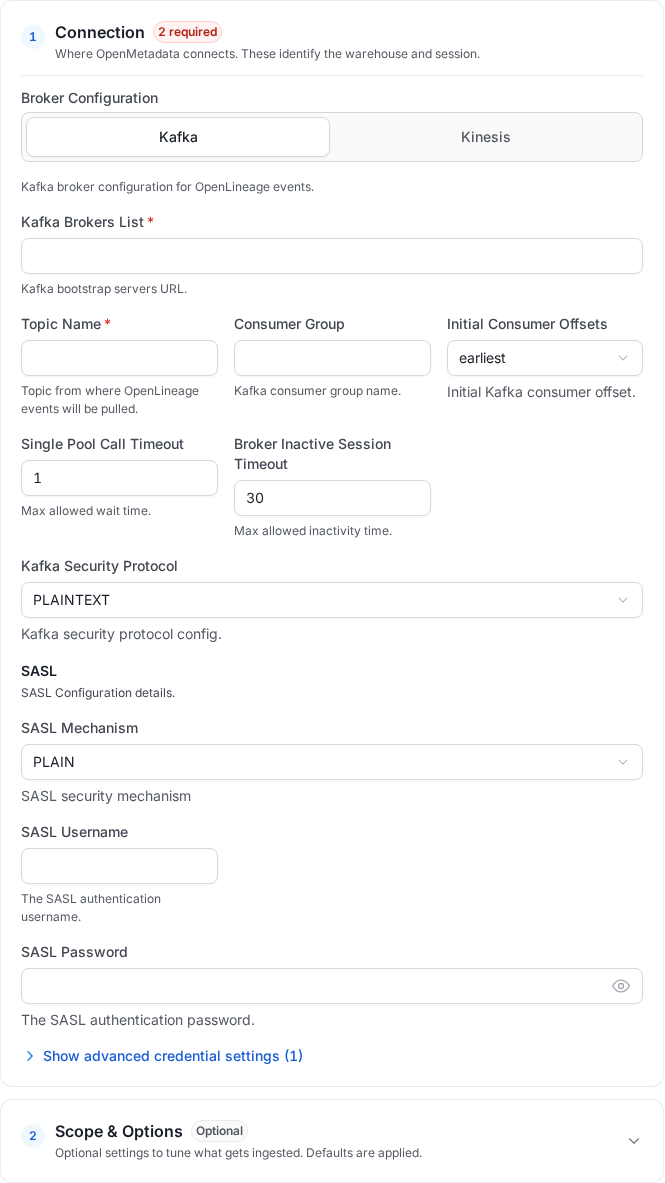 1
Connection 2 required
Where OpenMetadata connects. These identify the warehouse and session.
Broker Configuration
Kafka Kinesis
Kafka broker configuration for OpenLineage events.
Kafka Brokers List *
Kafka bootstrap servers URL.
Topic Name * Consumer Group Initial Consumer Offsets
earliest
Topic from where OpenLineage events will be pulled. Kafka consumer group name. Initial Kafka consumer offset.
Single Pool Call Timeout
1
Max allowed wait time.
Broker Inactive Session
Timeout
30
Max allowed inactivity time.
Kafka Security Protocol
PLAINTEXT
Kafka security protocol config.
SASL
SASL Configuration details.
SASL Mechanism
PLAIN
SASL security mechanism
SASL Username
The SASL authentication
username.
SASL Password
The SASL authentication password.
Show advanced credential settings (1)
2
Scope & Options Optional
Optional settings to tune what gets ingested. Defaults are applied.